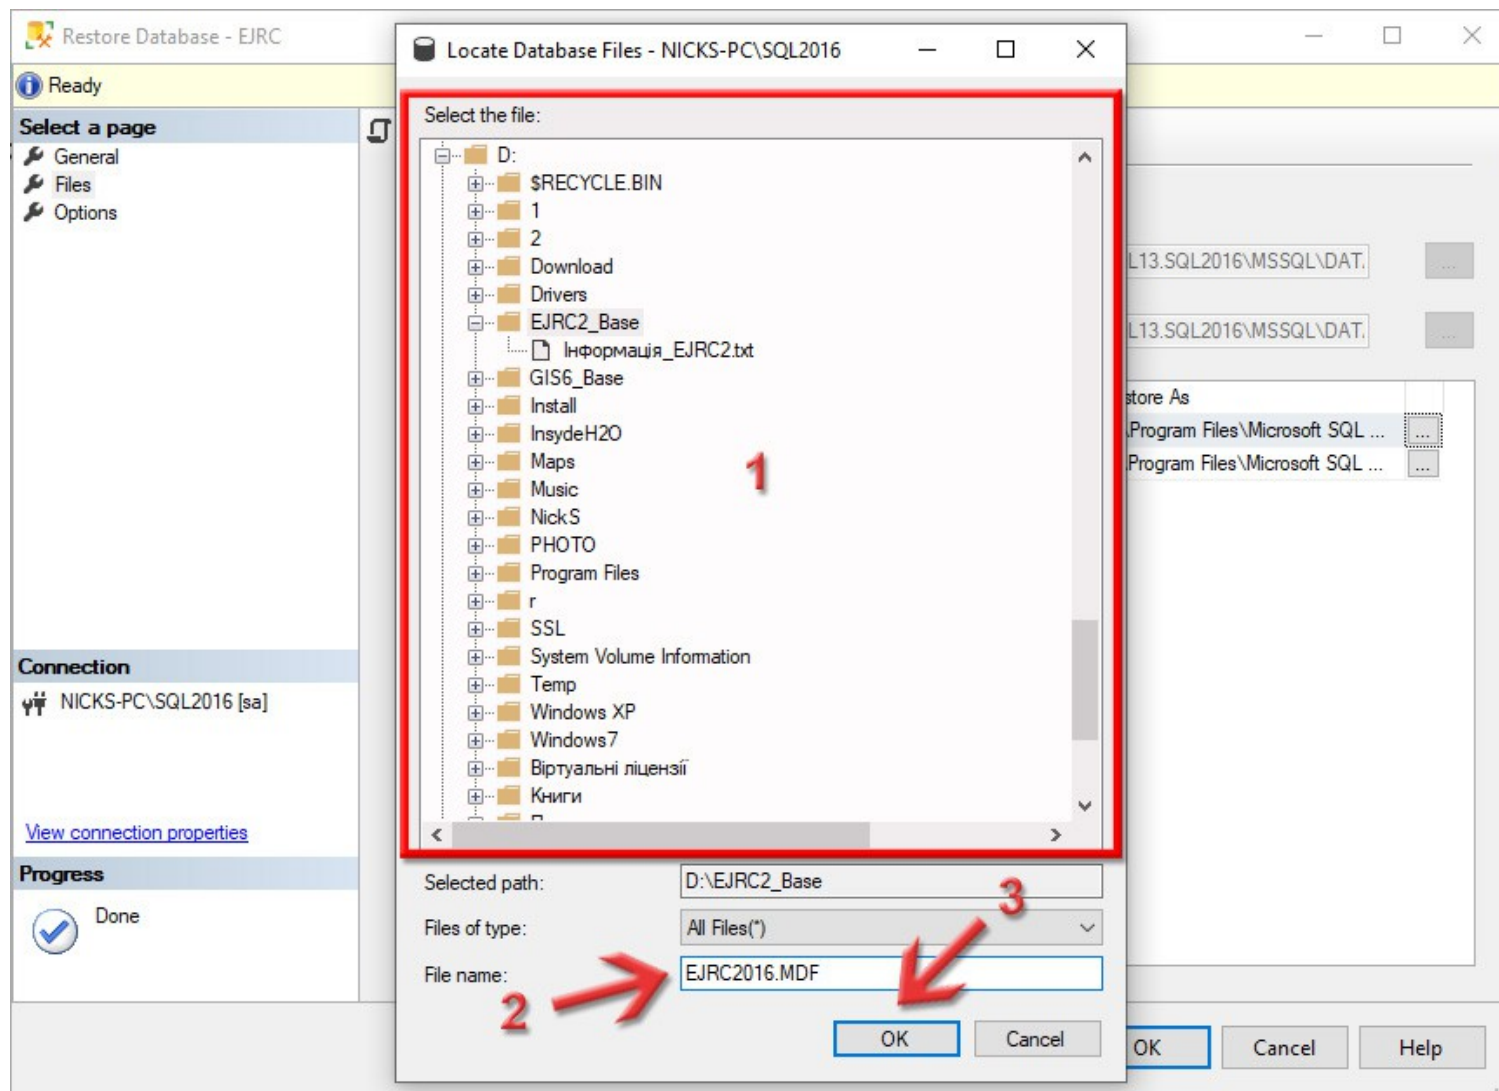 Restore Database - EJRC
Ready
Select a page
General
Files
Options
Connection
NICKS-PC\SQL2016 [sa]
View connection properties
Progress
Done
Locate Database Files - NICKS-PC\SQL2016
Select the file:
D:
$RECYCLE.BIN
1
2
Download
Drivers
EJRC2_Base
Інформація_EJRC2.txt
GIS6_Base
Install
InsydeH2O
Maps
Music
NickS
PHOTO
Program Files
r
SSL
System Volume Information
Temp
Windows XP
Windows7
Віртуальні ліцензії
Книги
1
Selected path: D:\EJRC2_Base
3
Files of type: All Files(*)
File name: EJRC2016.MDF
2
OK Cancel
L13.SQL2016\MSSQL\DAT. ...
L13.SQL2016\MSSQL\DAT. ...
store As
\Program Files\Microsoft SQL ... ...
\Program Files\Microsoft SQL ... ...
OK Cancel Help